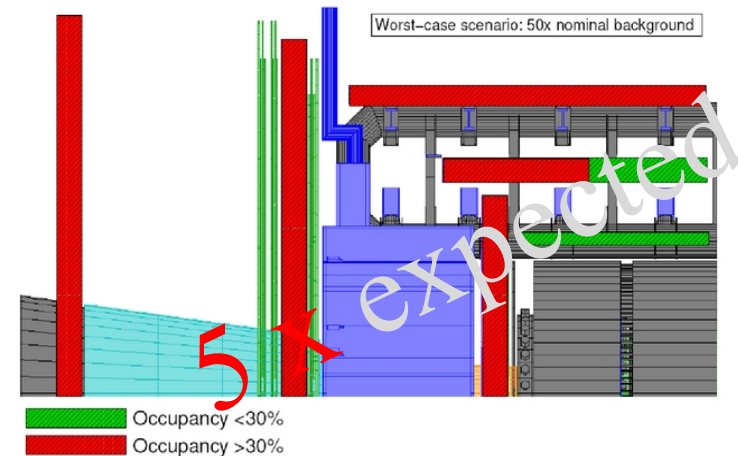 Worst-case scenario: 50x nominal background
5 x expected
Occupancy <30%
Occupancy >30%